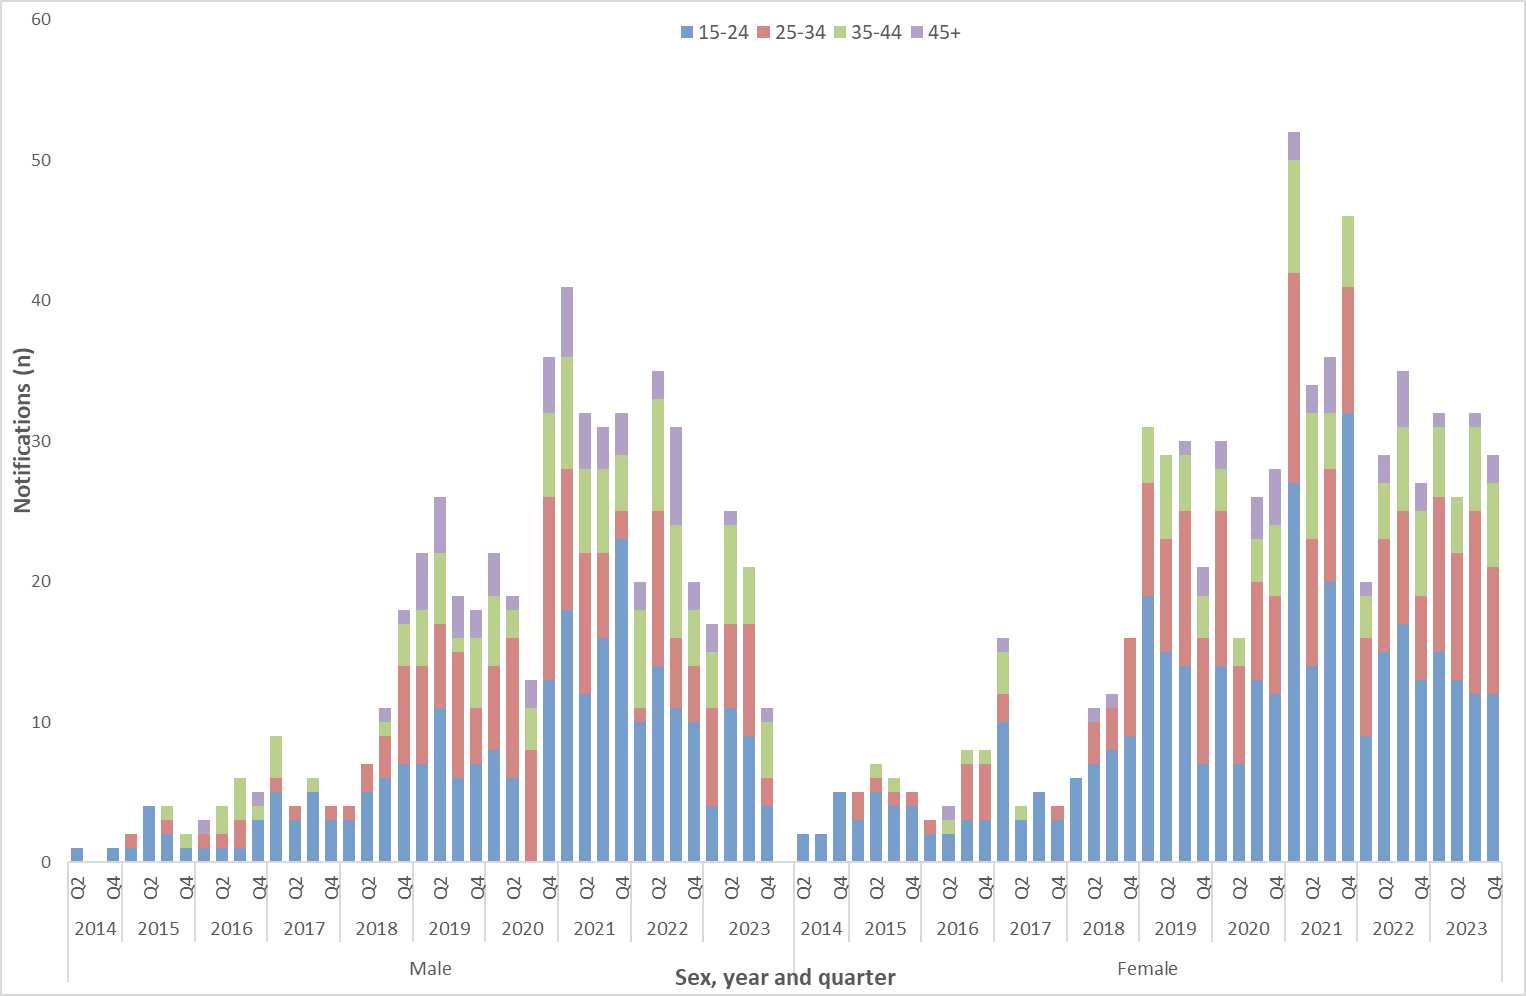 60
15-24 25-34 35-44 45+
50
40
30
20
10
0
Notifications (n)
Q2 Q4 Q2 Q4 Q2 Q4 Q2 Q4 Q2 Q4 Q2 Q4 Q2 Q4 Q2 Q4 Q2 Q4 Q2 Q4 Q2 Q4 Q2 Q4 Q2 Q4 Q2 Q4 Q2 Q4 Q2 Q4 Q2 Q4 Q2 Q4 Q2 Q4 Q2 Q4
2014 2015 2016 2017 2018 2019 2020 2021 2022 2023 2014 2015 2016 2017 2018 2019 2020 2021 2022 2023
Male Female
Sex, year and quarter